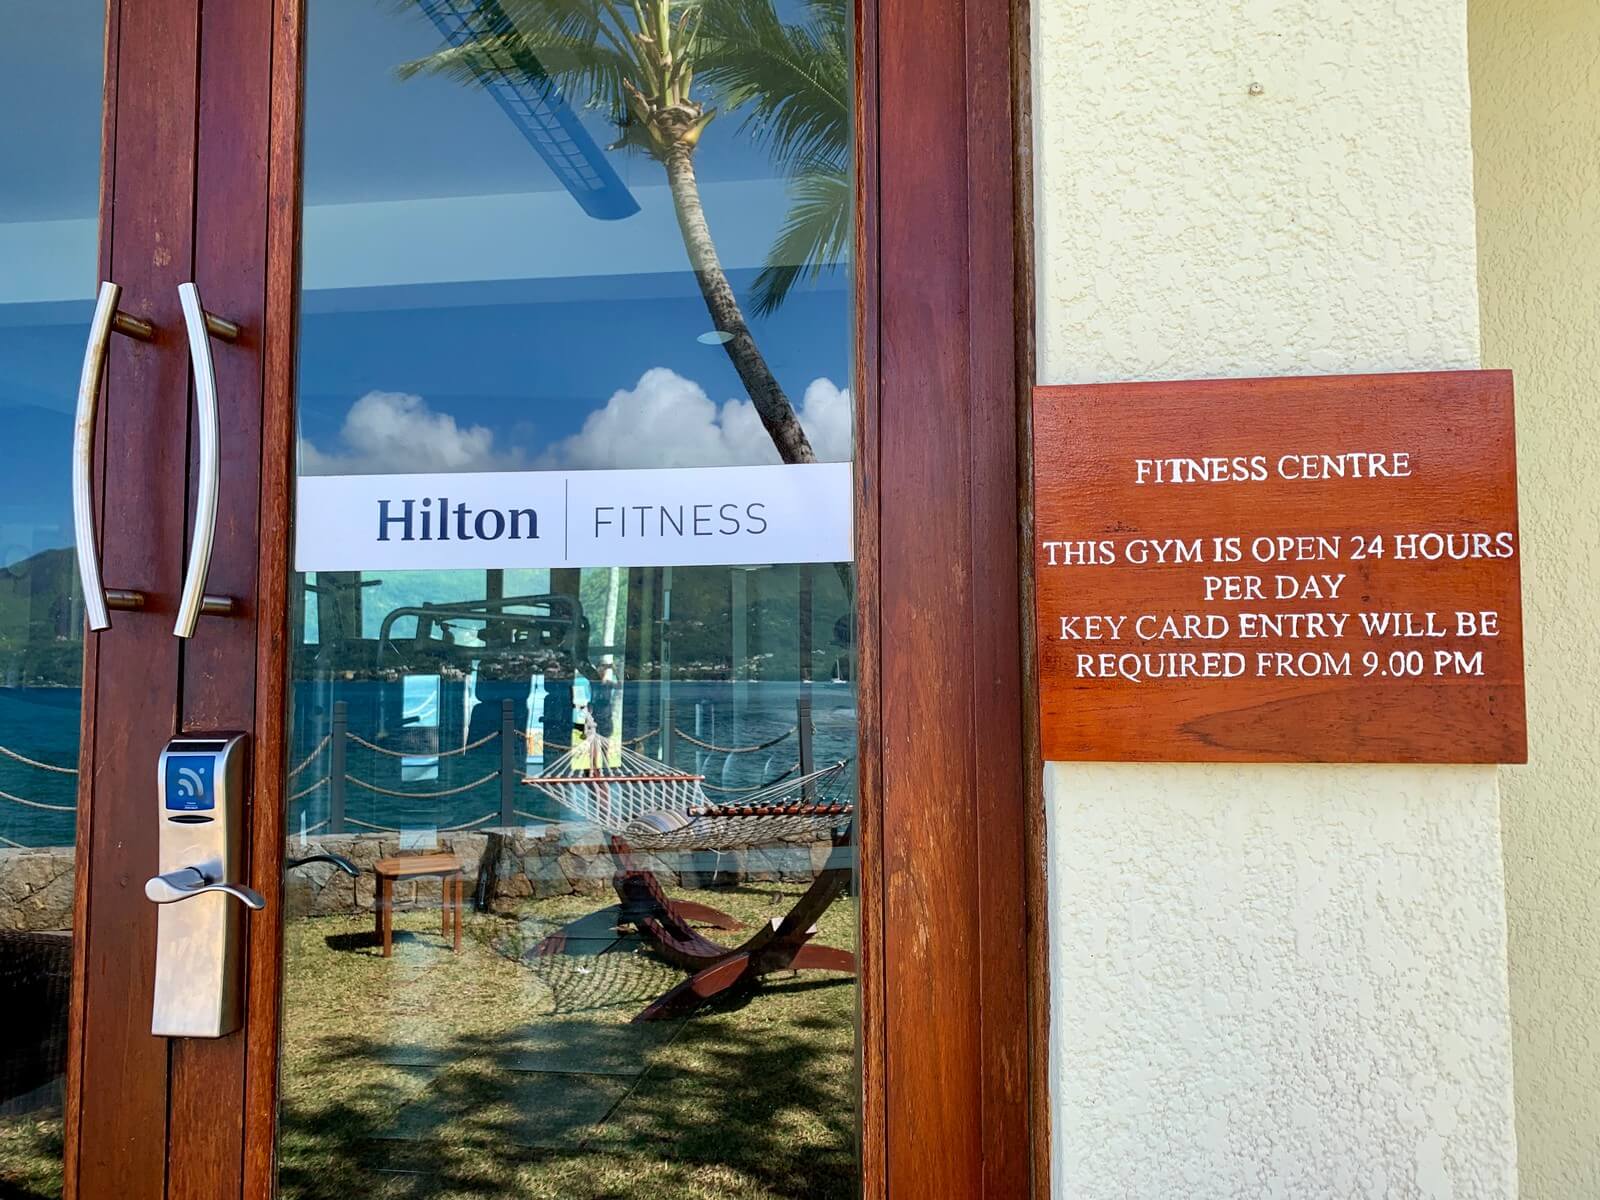 Hilton | FITNESS
FITNESS CENTRE
THIS GYM IS OPEN 24 HOURS
PER DAY
KEY CARD ENTRY WILL BE
REQUIRED FROM 9.00 PM